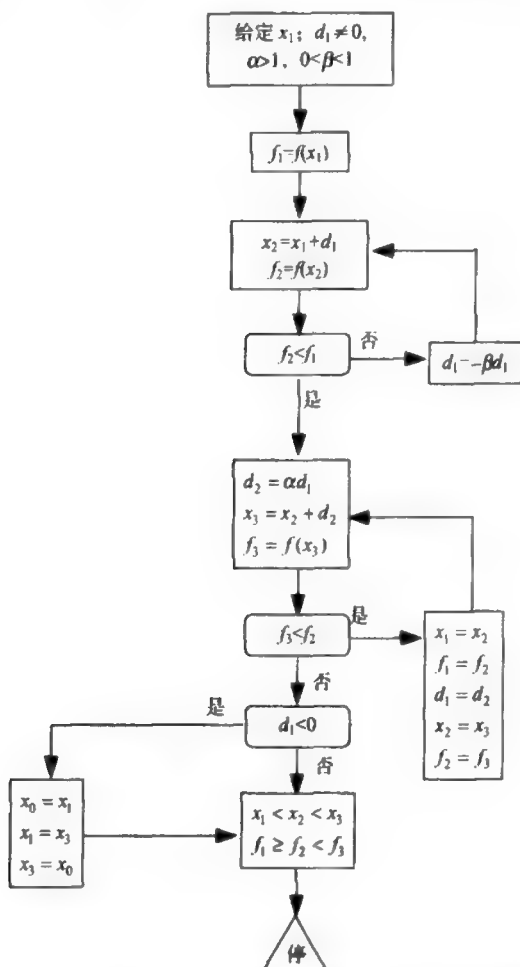 给定 x₁; d₁≠0,
α>1, 0<β<1
f₁=f(x₁)
x₂=x₁+d₁
f₂=f(x₂)
f₂<f₁
否
d₁=-βd₁
是
d₂ = αd₁
x₃ = x₂ + d₂
f₃ = f(x₃)
f₃<f₂
是
x₁ = x₂
f₁ = f₂
d₁ = d₂
x₂ = x₃
f₂ = f₃
否
d₁<0
是
x₀ = x₁
x₁ = x₃
x₃ = x₀
否
x₁ < x₂ < x₃
f₁ ≥ f₂ < f₃
停